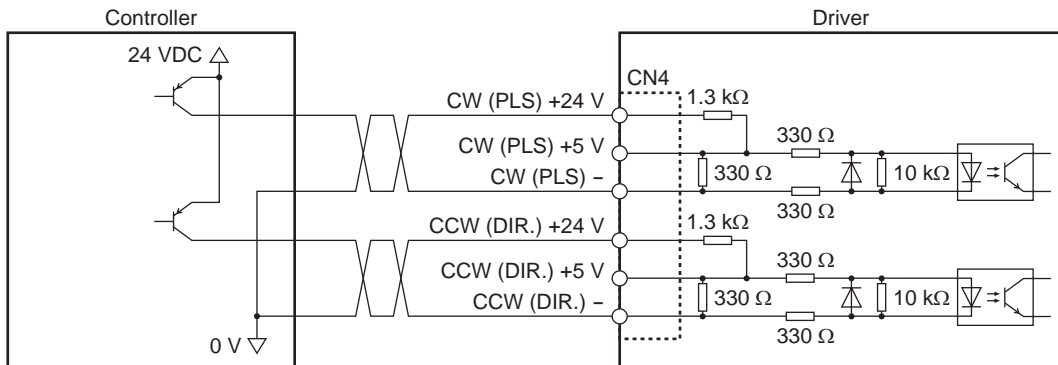 Controller
Driver
24 VDC
CN4
CW (PLS) +24 V
1.3 kΩ
CW (PLS) +5 V
330 Ω
330 Ω
10 kΩ
CW (PLS) –
330 Ω
CCW (DIR.) +24 V
1.3 kΩ
CCW (DIR.) +5 V
330 Ω
330 Ω
10 kΩ
CCW (DIR.) –
330 Ω
0 V